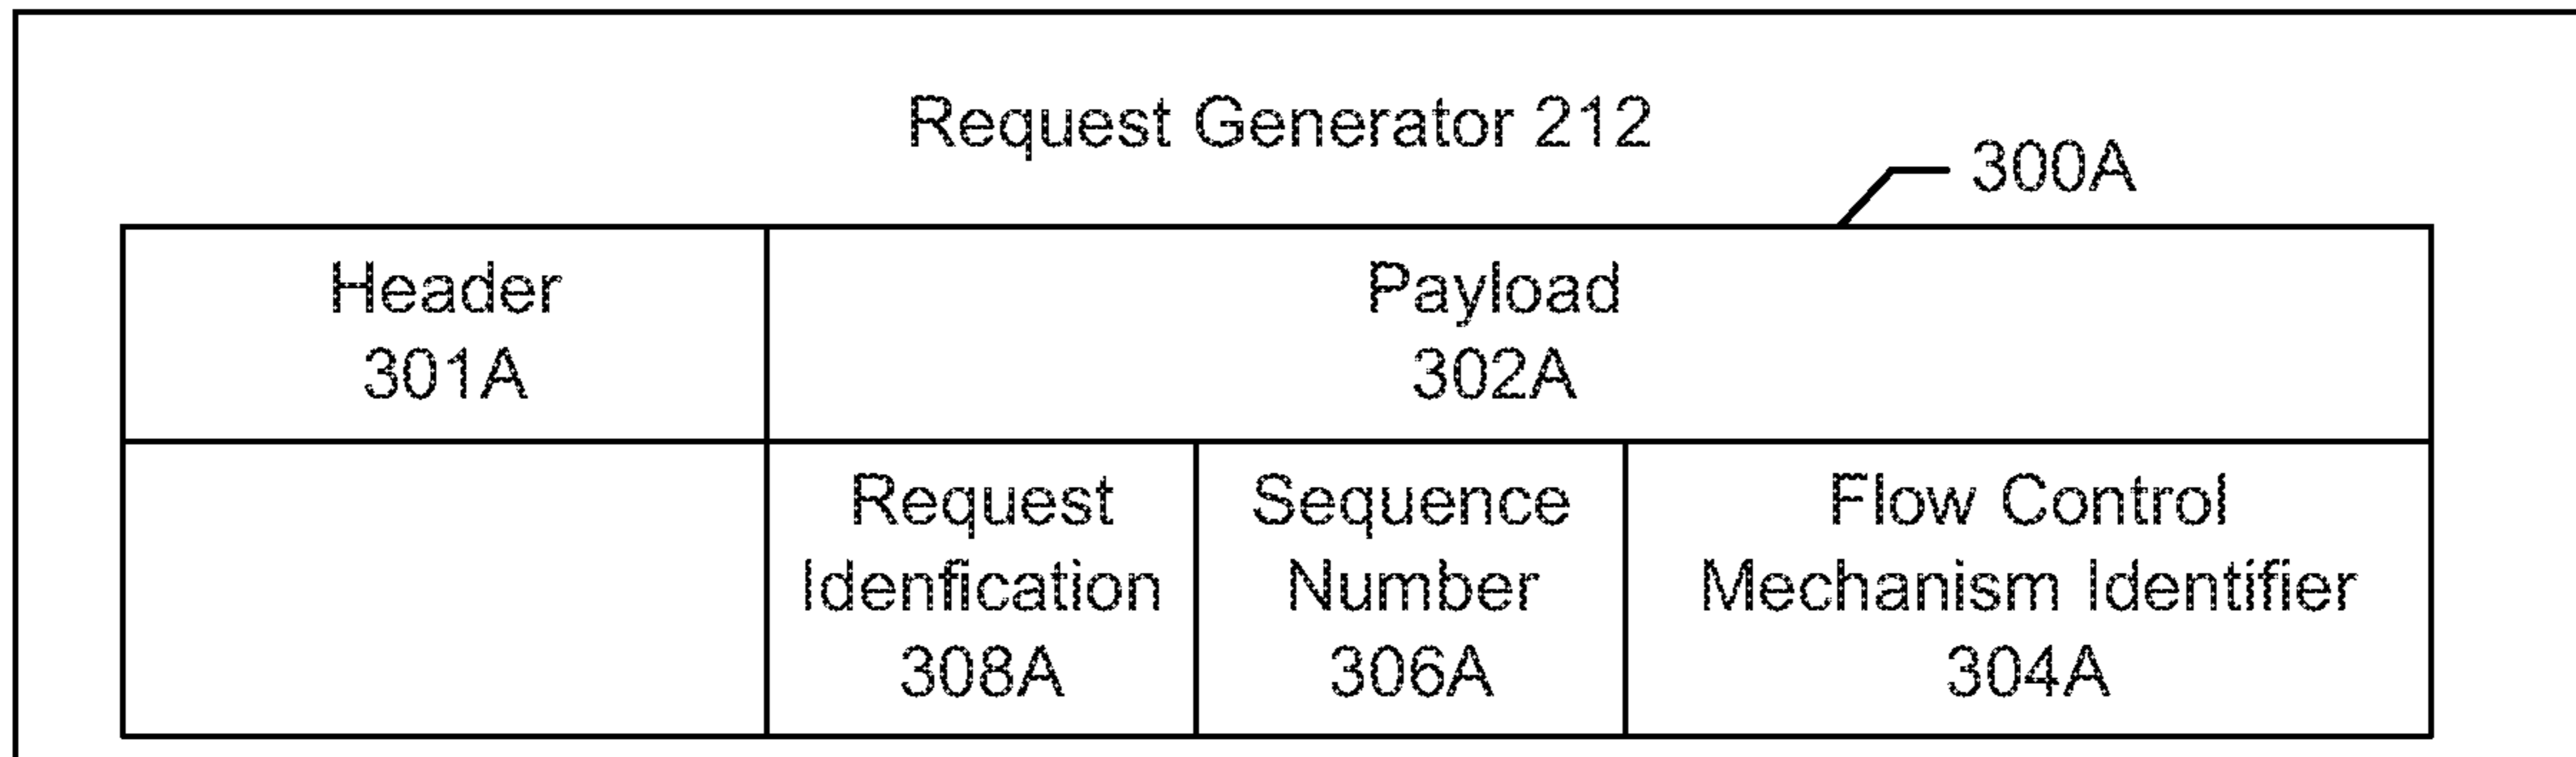 Request Generator 212
300A
Header
301A
Payload
302A
Request
Idenfication
308A
Sequence
Number
306A
Flow Control
Mechanism Identifier
304A